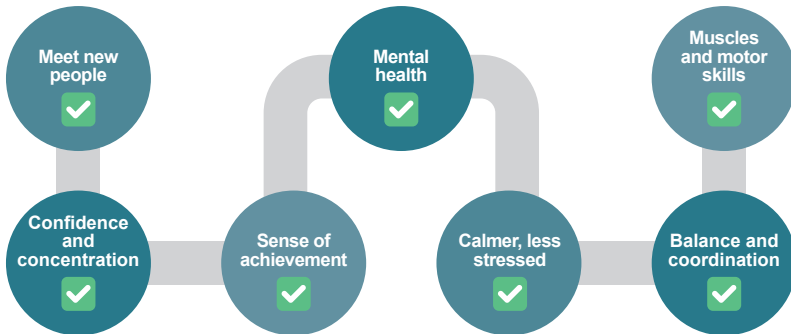 Meet new
people
Confidence
and
concentration
Sense of
achievement
Mental
health
Calmer, less
stressed
Balance and
coordination
Muscles
and motor
skills